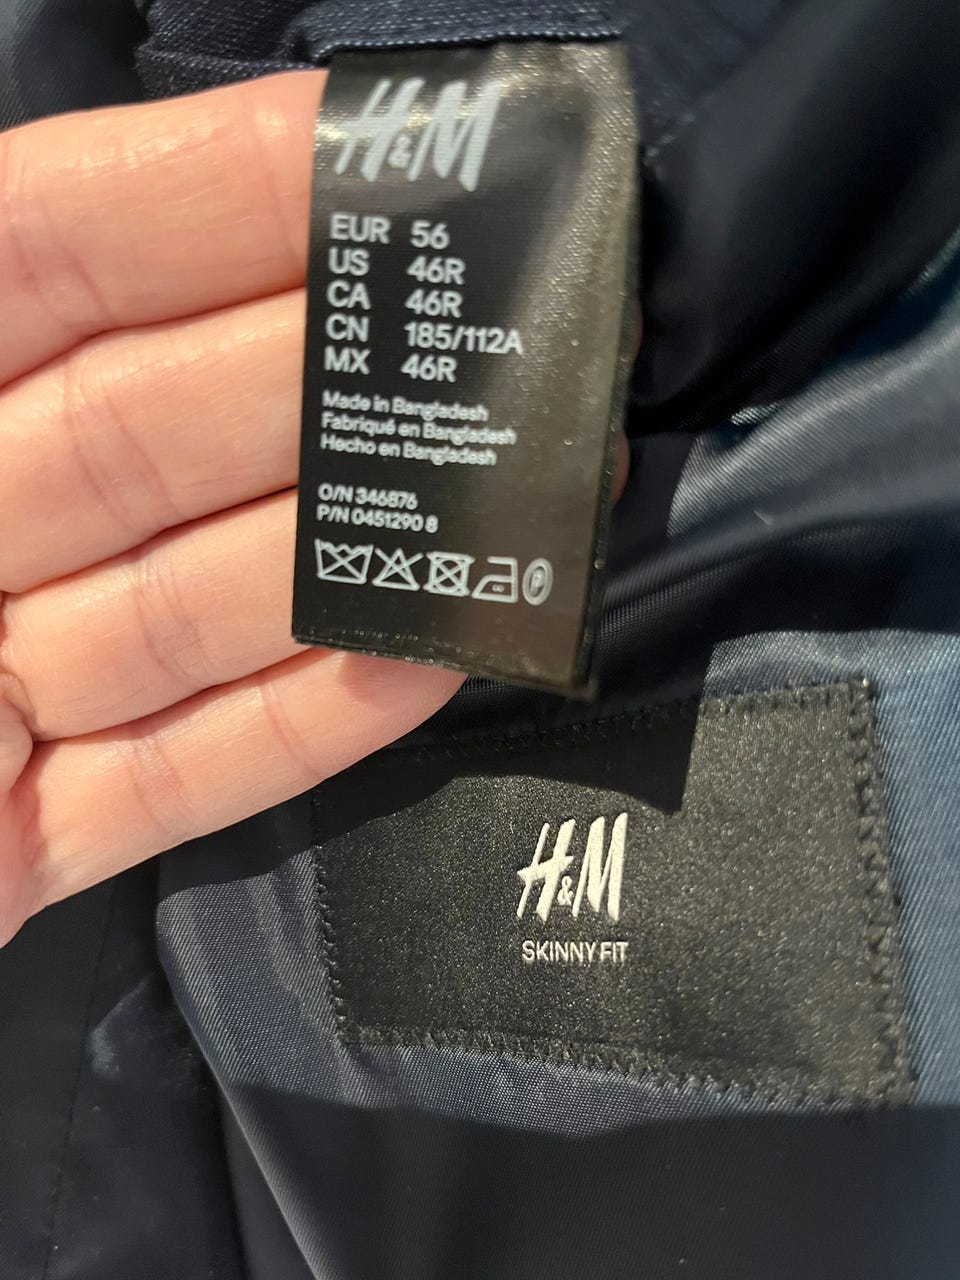 H&M
EUR 56
US 46R
CA 46R
CN 185/112A
MX 46R
Made in Bangladesh
Fabriqué en Bangladesh
Hecho en Bangladesh
O/N 346876
P/N 0451290 8
P
H&M
SKINNY FIT